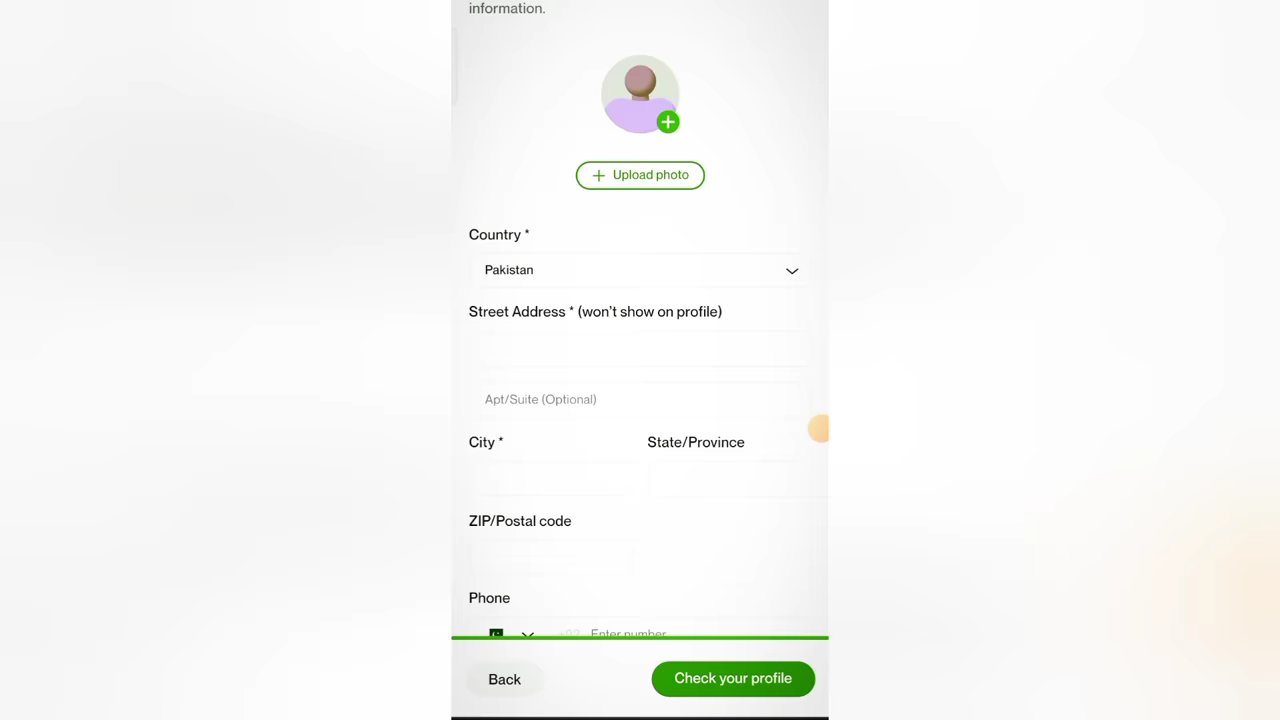 information.
Upload photo
Country *
Pakistan
Street Address * (won't show on profile)
Apt/Suite (Optional)
City *
State/Province
ZIP/Postal code
Phone
+92 Enter number
Back
Check your profile